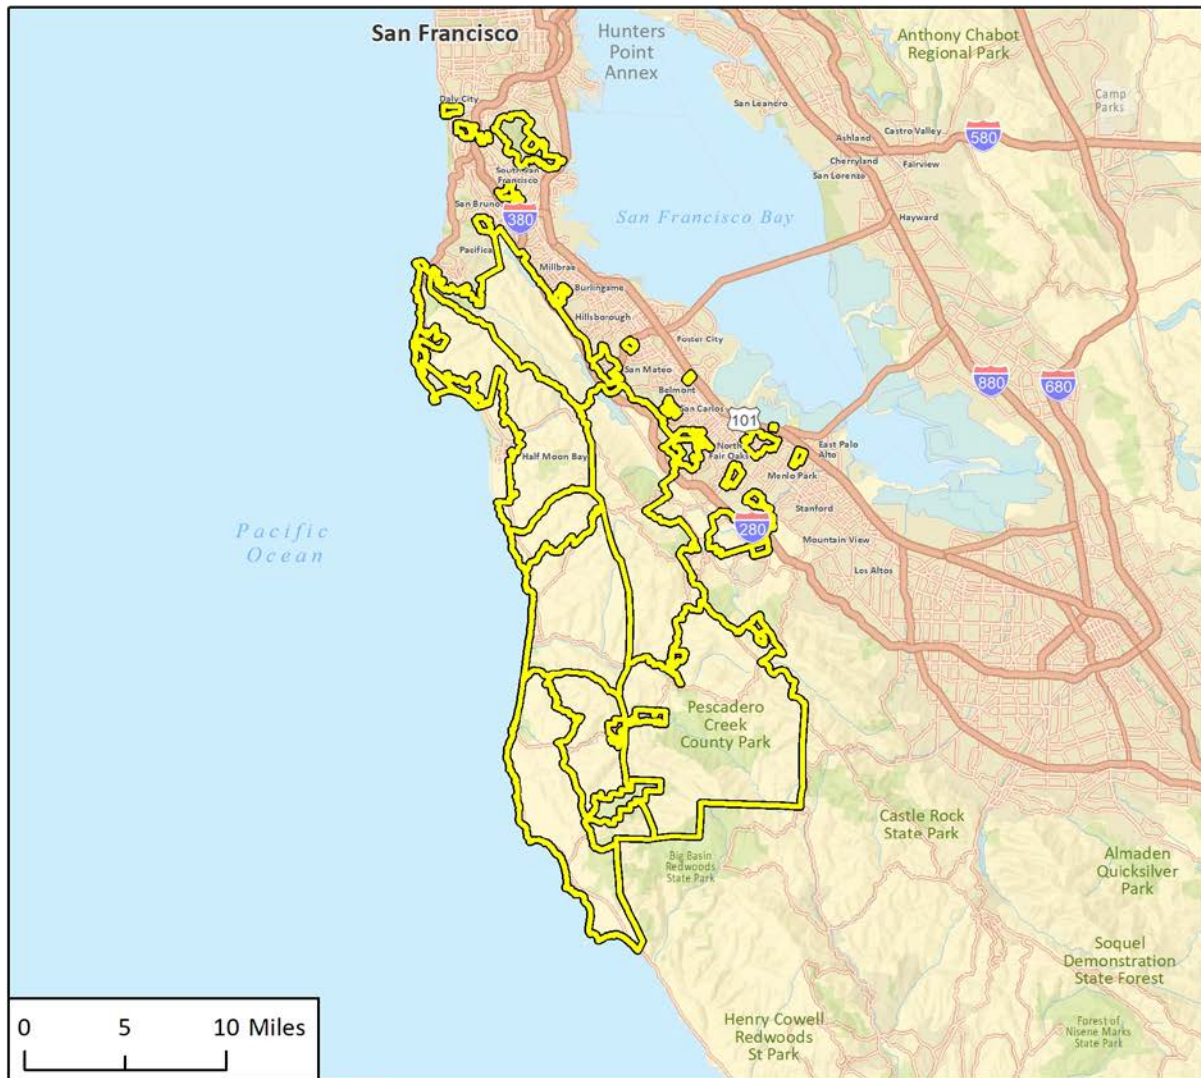 San Francisco
Hunters
Point
Annex
Anthony Chabot
Regional Park
Camp
Parks
Daly City
San Leandro
Ashland
Castro Valley
580
Cherryland
Fairview
San Lorenzo
South San
Francisco
San Bruno
380
San Francisco Bay
Hayward
Pacifica
Millbrae
Burlingame
Hillsborough
Foster City
San Mateo
Belmont
880
680
San Carlos
101
North
Fair Oaks
East Palo
Alto
Half Moon Bay
Menlo Park
Stanford
280
Pacific
Ocean
Mountain View
Los Altos
Pescadero
Creek
County Park
Castle Rock
State Park
Big Basin
Redwoods
State Park
Almaden
Quicksilver
Park
Soquel
Demonstration
State Forest
Henry Cowell
Redwoods
St Park
Forest of
Nisene Marks
State Park
0 5 10 Miles